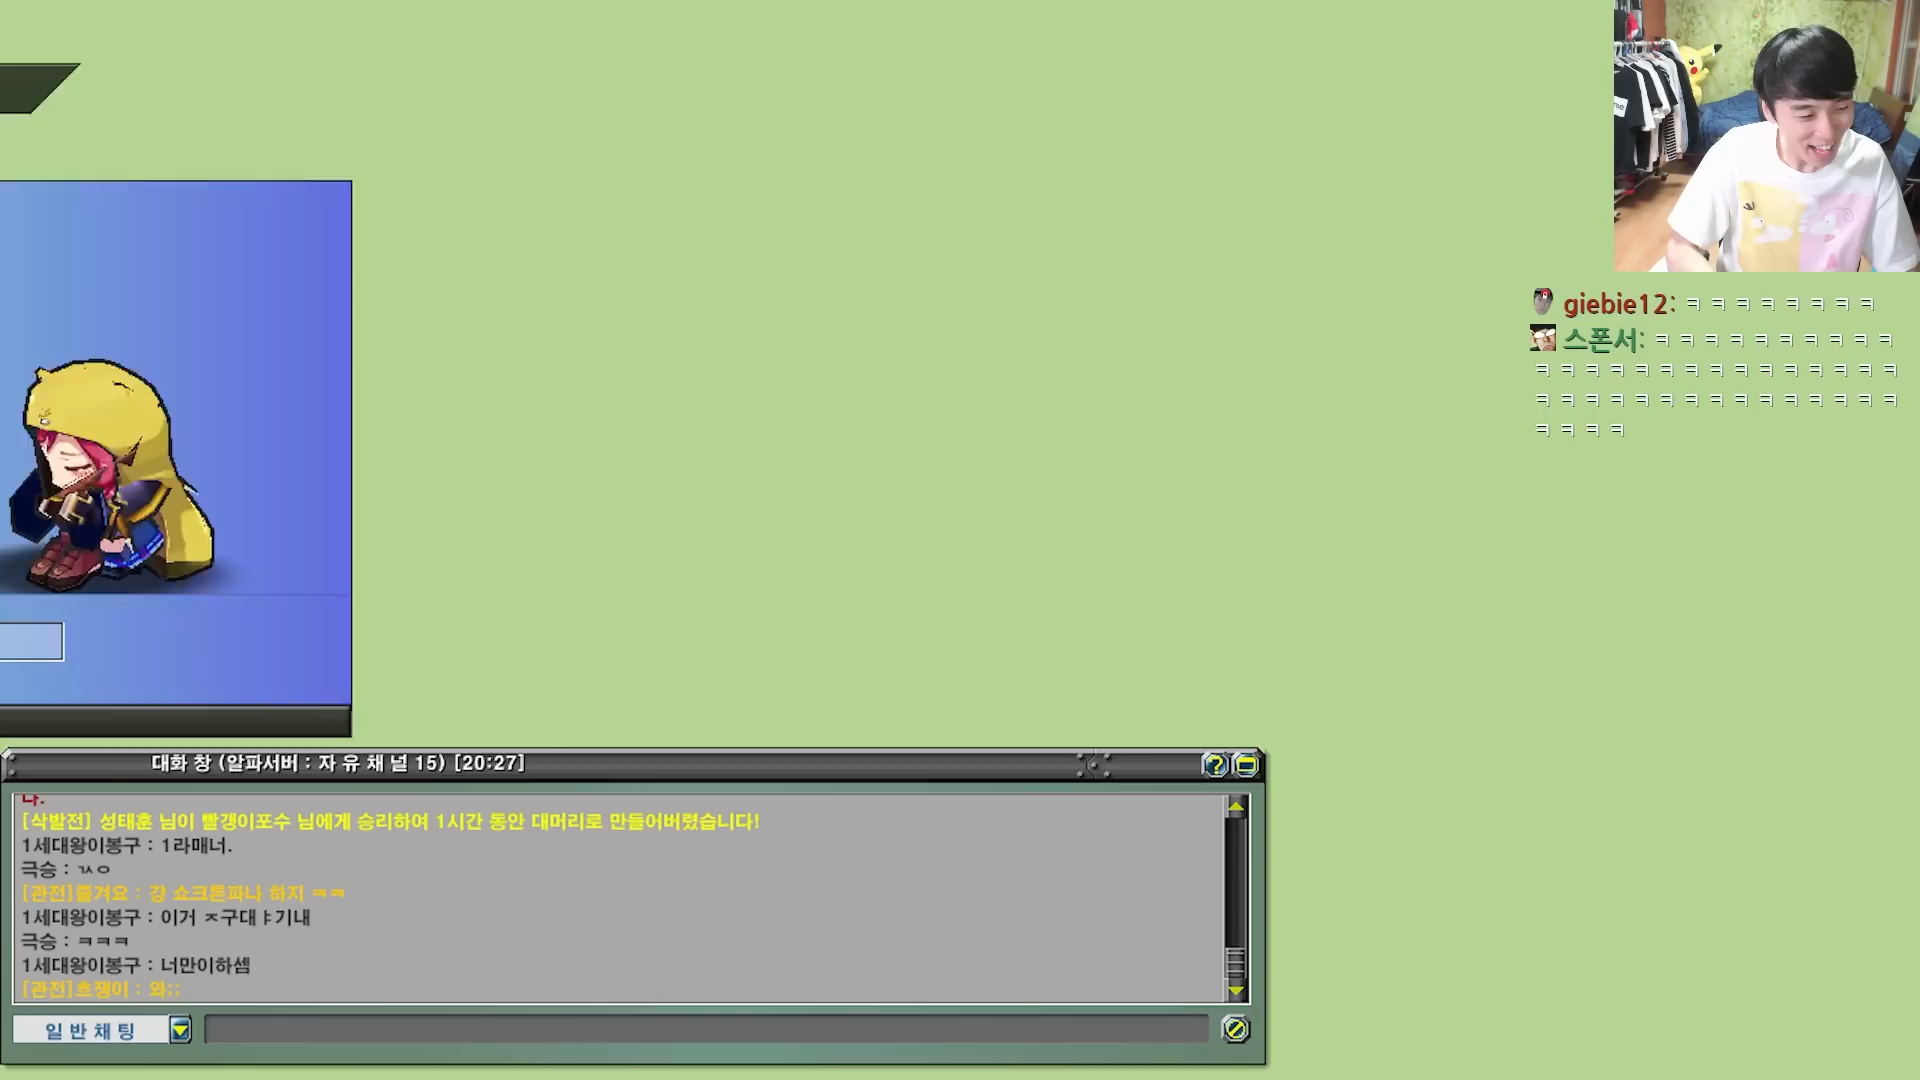 giebie12: ㅋㅋㅋㅋㅋㅋㅋㅋ
스폰서: ㅋㅋㅋㅋㅋㅋㅋㅋㅋㅋ
ㅋㅋㅋㅋㅋㅋㅋㅋㅋㅋㅋㅋㅋㅋㅋ
ㅋㅋㅋㅋㅋㅋㅋㅋㅋㅋㅋㅋㅋㅋㅋ
ㅋㅋㅋㅋ
대화 창 (알파서버 : 자 유 채 널 15) [20:27]
다.
[삭발전] 성태훈 님이 빨갱이포수 님에게 승리하여 1시간 동안 대머리로 만들어버렸습니다!
1세대왕이봉구 : 1라매너.
극승 : ㄳㅇ
[관전]즐겨요 : 걍 쇼크톤파나 하지 ㅋㅋ
1세대왕이봉구 : 이거 ㅈ구대ㅑ기내
극승 : ㅋㅋㅋ
1세대왕이봉구 : 너만이하셈
[관전]흐쟁이 : 와;;
일 반 채 팅